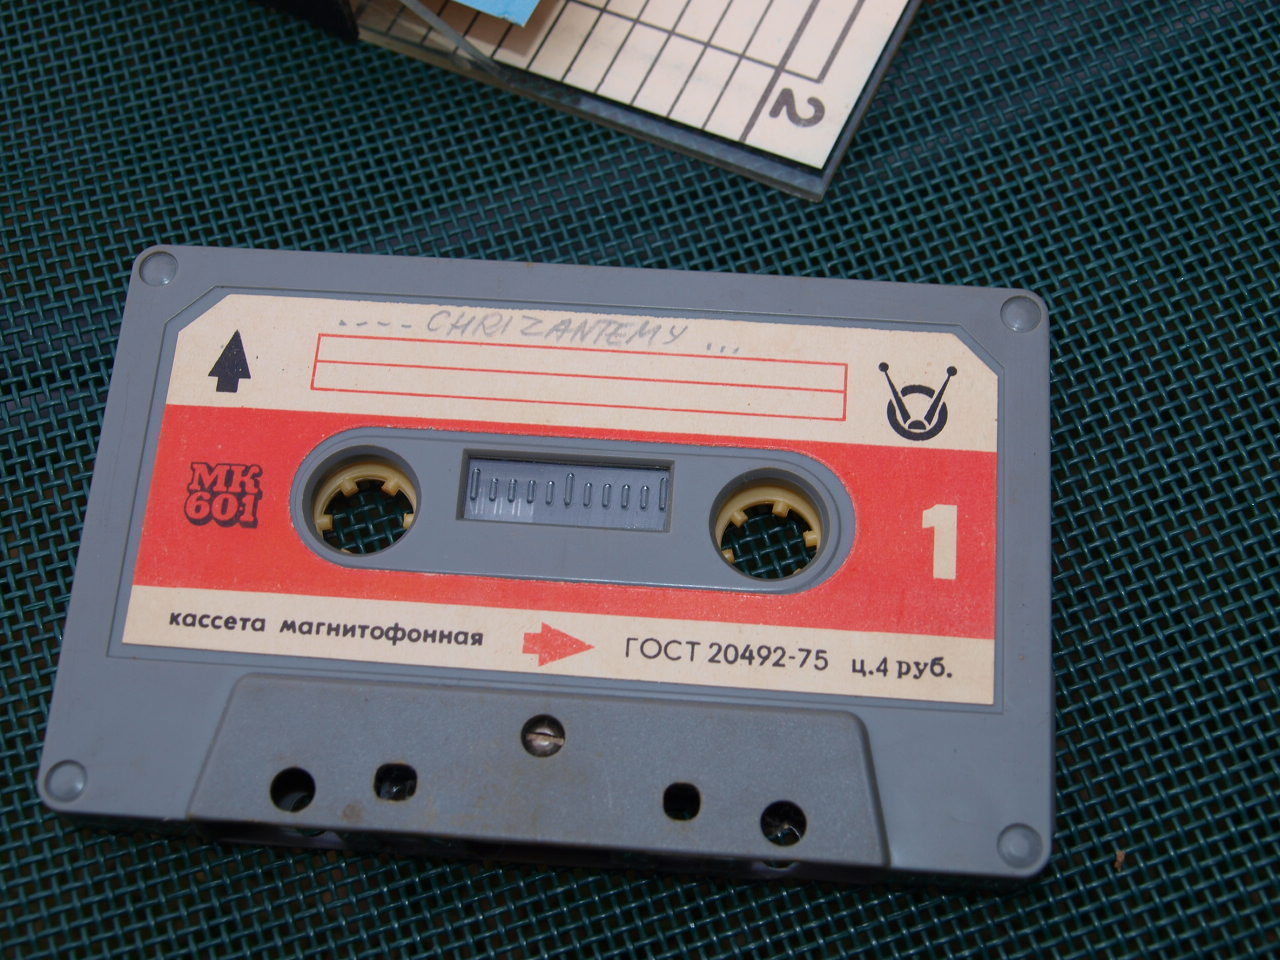 2
---- CHRIZANTEMY ...
МК
601
1
кассета магнитофонная
ГОСТ 20492-75 ц.4 руб.